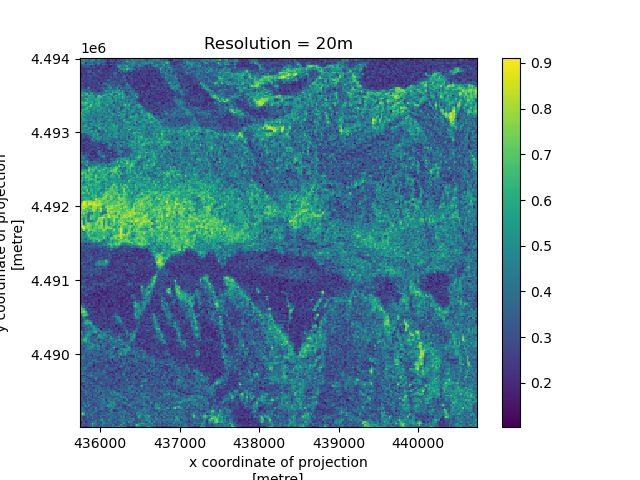 Resolution = 20m
1e6
4.494
4.493
4.492
4.491
4.490
y coordinate of projection
[metre]
436000 437000 438000 439000 440000
x coordinate of projection
[metre]
0.9
0.8
0.7
0.6
0.5
0.4
0.3
0.2